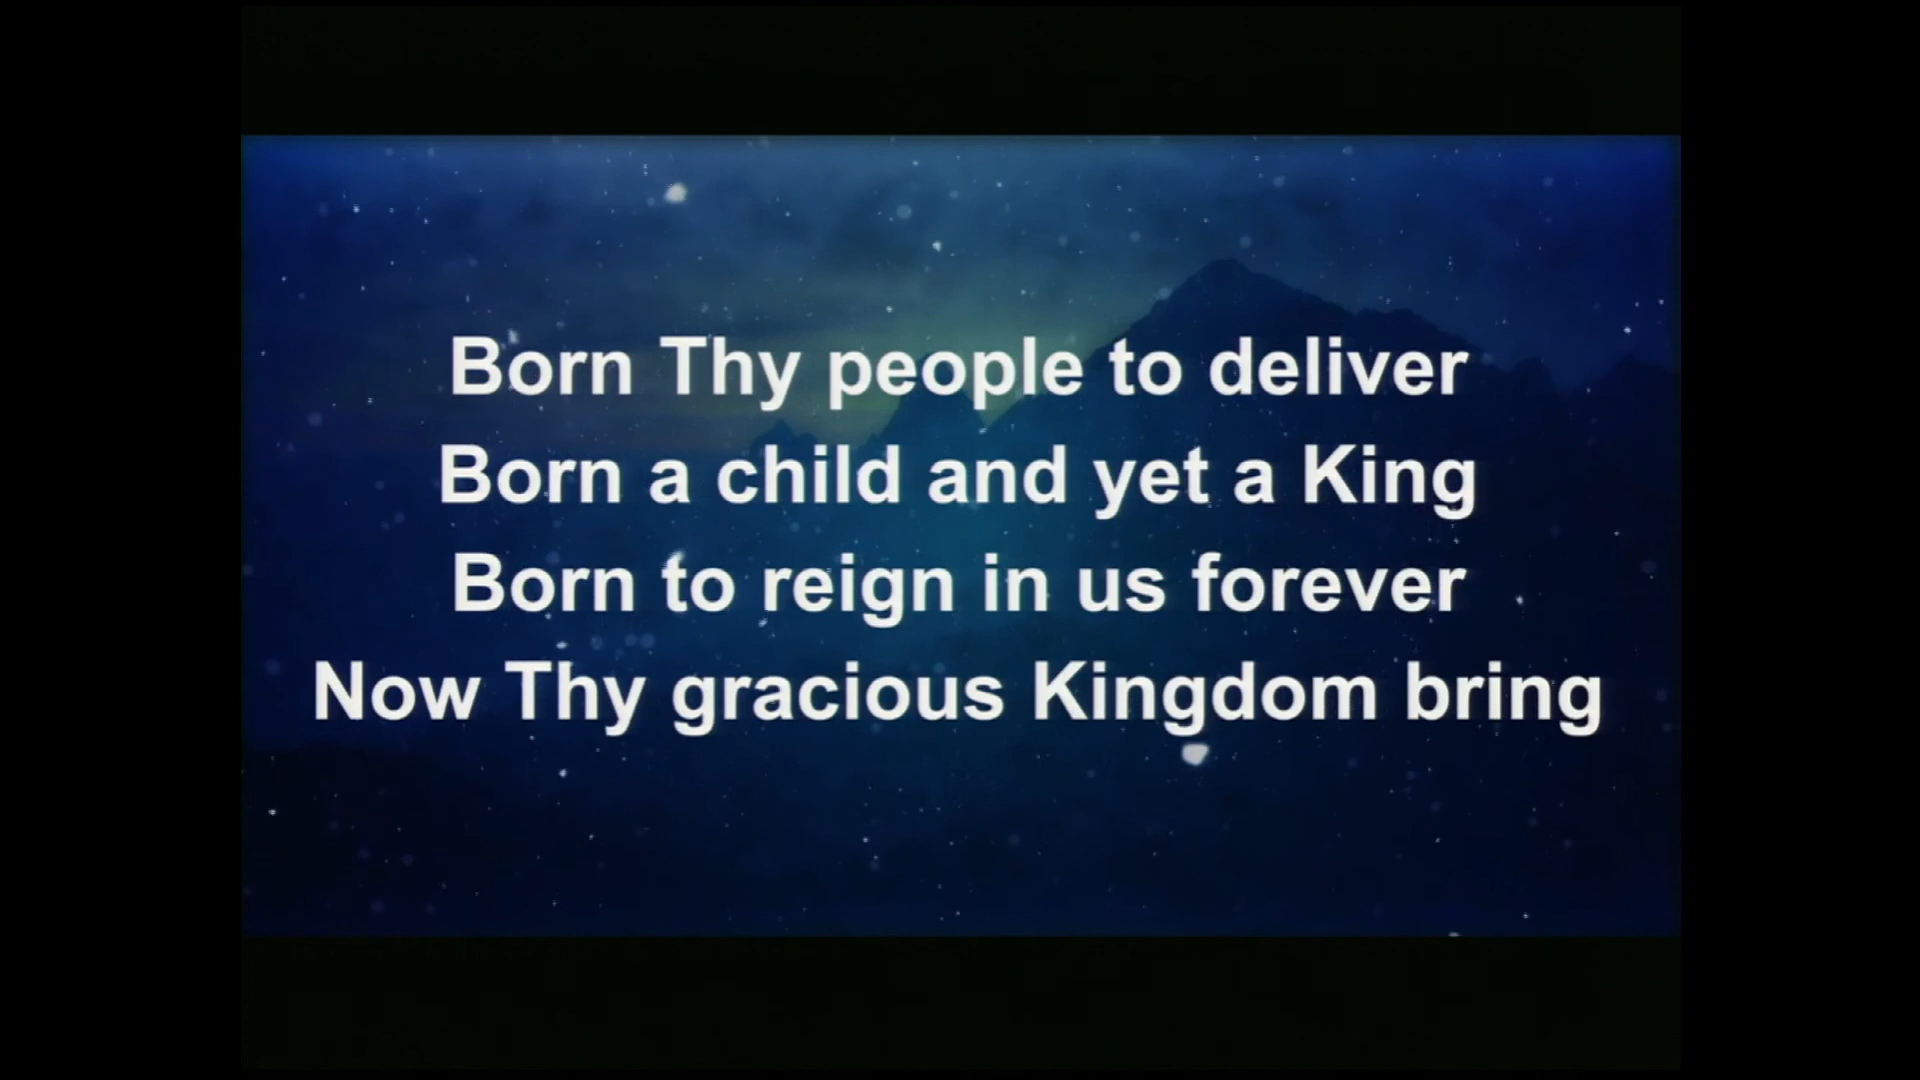 Born Thy people to deliver
Born a child and yet a King
Born to reign in us forever
Now Thy gracious Kingdom bring